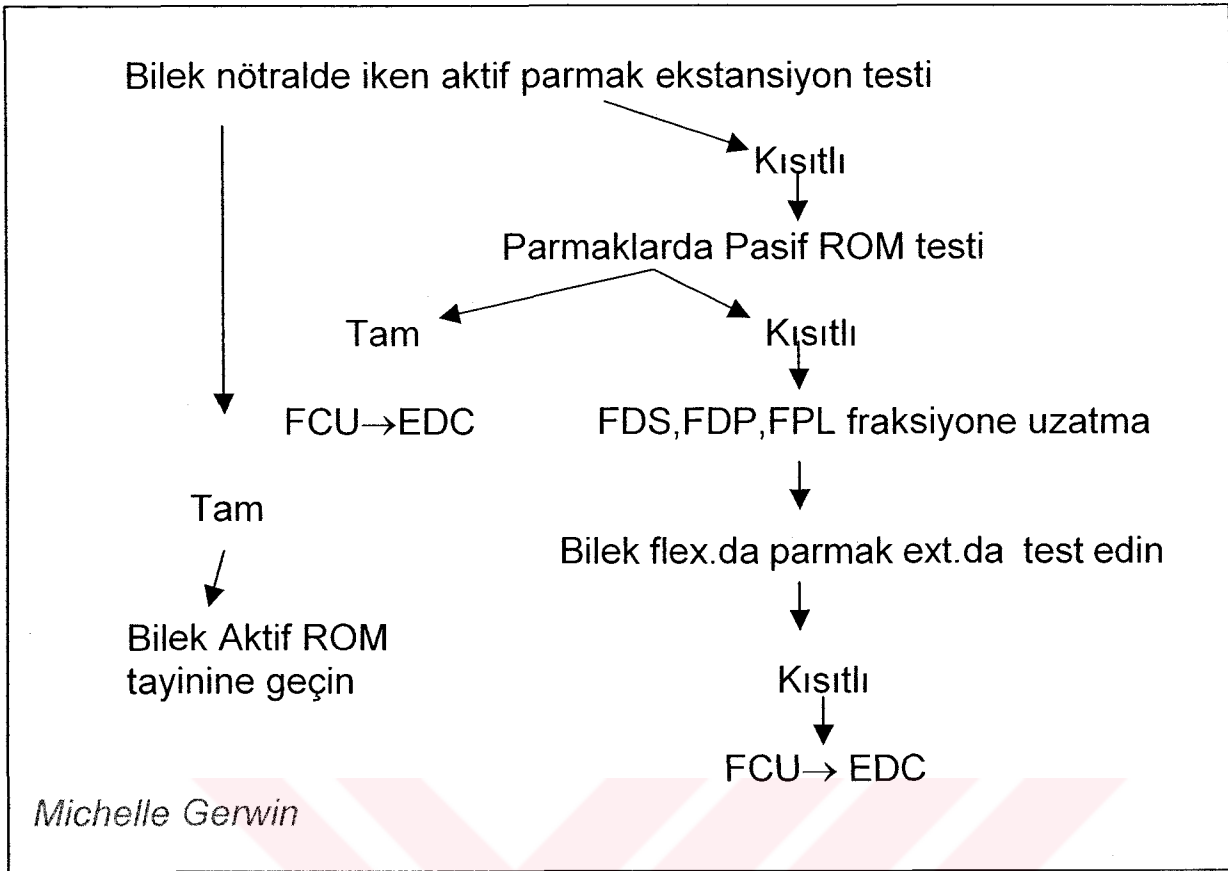 Bilek nötralde iken aktif parmak ekstansiyon testi
Kısıtlı
Parmaklarda Pasif ROM testi
Tam
Kısıtlı
FCU→EDC
FDS,FDP,FPL fraksiyone uzatma
Tam
Bilek flex.da parmak ext.da test edin
Bilek Aktif ROM
tayinine geçin
Kısıtlı
FCU→ EDC
Michelle Gerwin